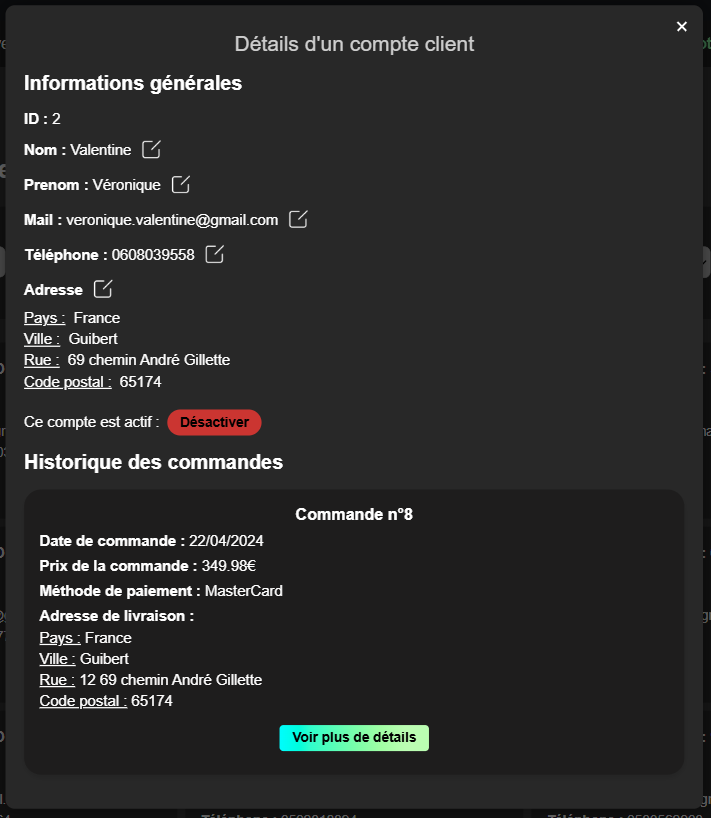 ×
Détails d'un compte client
Informations générales
ID : 2
Nom : Valentine
Prenom : Véronique
Mail : veronique.valentine@gmail.com
Téléphone : 0608039558
Adresse
Pays : France
Ville : Guibert
Rue : 69 chemin André Gillette
Code postal : 65174
Ce compte est actif : Désactiver
Historique des commandes
Commande n°8
Date de commande : 22/04/2024
Prix de la commande : 349.98€
Méthode de paiement : MasterCard
Adresse de livraison :
Pays : France
Ville : Guibert
Rue : 12 69 chemin André Gillette
Code postal : 65174
Voir plus de détails